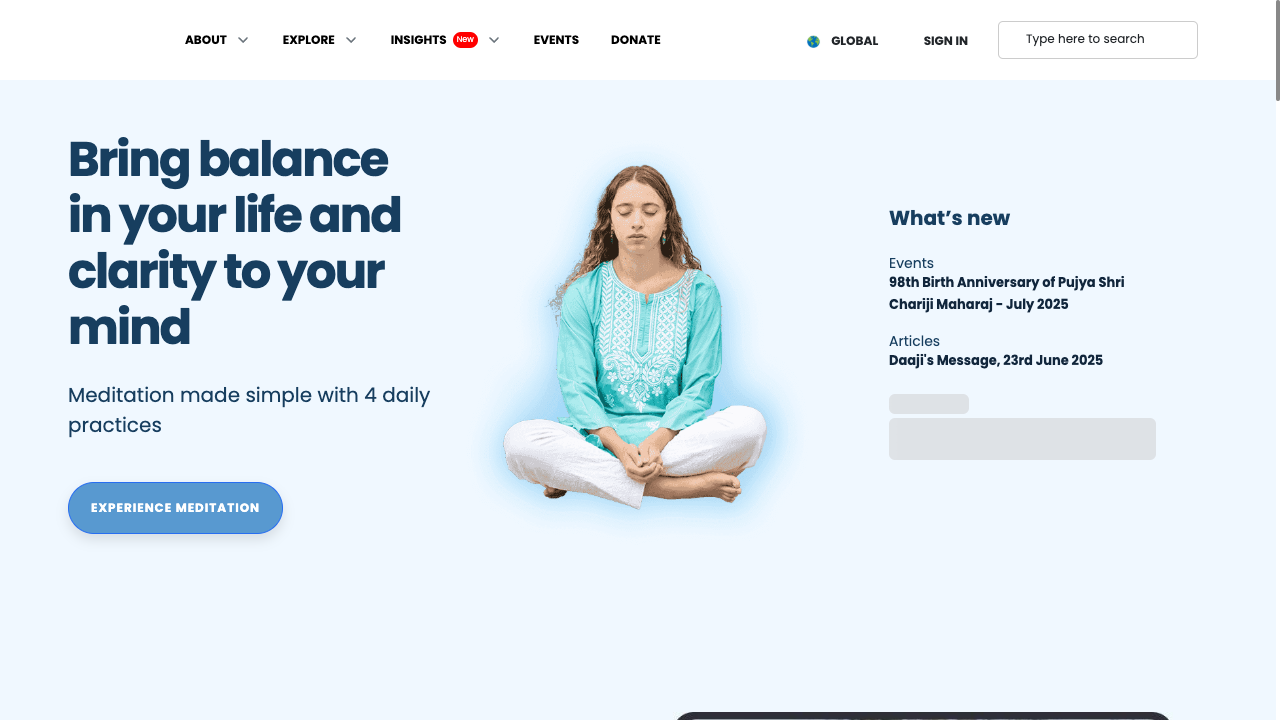 ABOUT
EXPLORE
INSIGHTS New
EVENTS
DONATE
GLOBAL
SIGN IN
Type here to search
Bring balance
in your life and
clarity to your
mind
Meditation made simple with 4 daily
practices
EXPERIENCE MEDITATION
What’s new
Events
98th Birth Anniversary of Pujya Shri
Chariji Maharaj - July 2025
Articles
Daaji's Message, 23rd June 2025